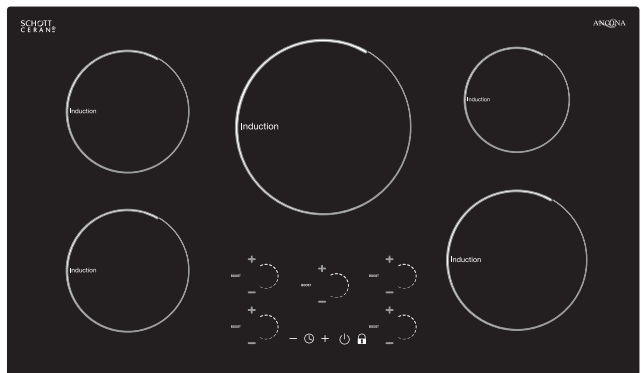 SCHOTT
CERAN®
ANCONA
Induction
Induction
Induction
Induction
Induction
BOOST
BOOST
BOOST
BOOST
BOOST